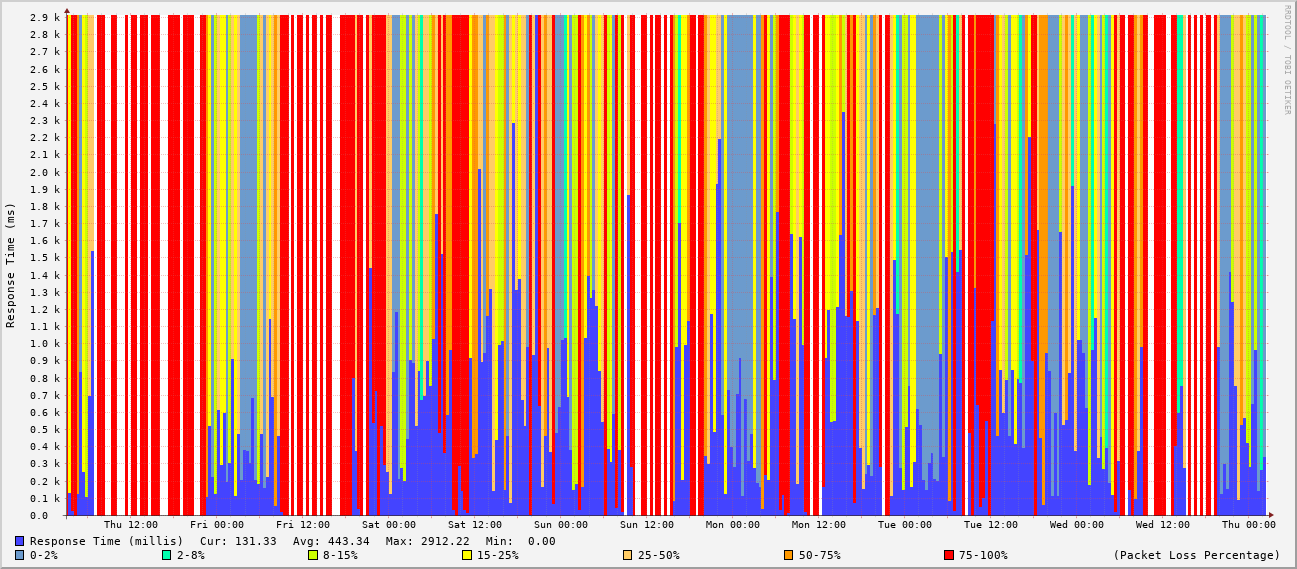 2.9 k
2.8 k
2.7 k
2.6 k
2.5 k
2.4 k
2.3 k
2.2 k
2.1 k
2.0 k
1.9 k
1.8 k
1.7 k
1.6 k
1.5 k
1.4 k
1.3 k
1.2 k
1.1 k
1.0 k
0.9 k
0.8 k
0.7 k
0.6 k
0.5 k
0.4 k
0.3 k
0.2 k
0.1 k
0.0
Response Time (ms)
RRDTOOL / TOBI OETIKER
Thu 12:00 Fri 00:00 Fri 12:00 Sat 00:00 Sat 12:00 Sun 00:00 Sun 12:00 Mon 00:00 Mon 12:00 Tue 00:00 Tue 12:00 Wed 00:00 Wed 12:00 Thu 00:00
Response Time (millis) Cur: 131.33 Avg: 443.34 Max: 2912.22 Min: 0.00
0-2% 2-8% 8-15% 15-25% 25-50% 50-75% 75-100% (Packet Loss Percentage)